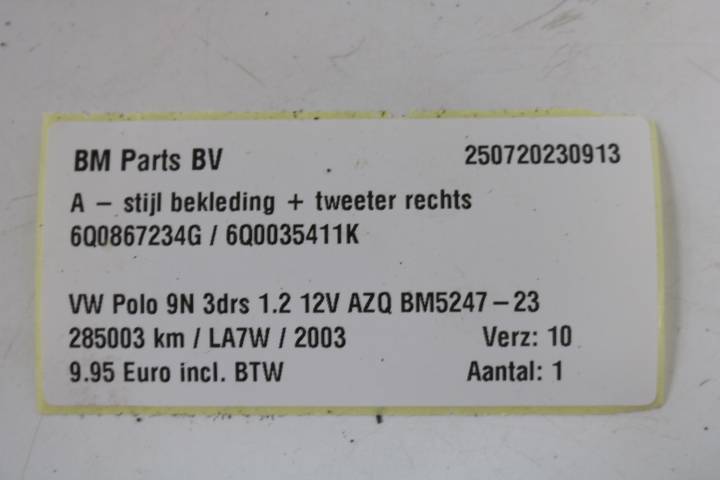 BM Parts BV 250720230913
A - stijl bekleding + tweeter rechts
6Q0867234G / 6Q0035411K
VW Polo 9N 3drs 1.2 12V AZQ BM5247-23
285003 km / LA7W / 2003 Verz: 10
9.95 Euro incl. BTW Aantal: 1